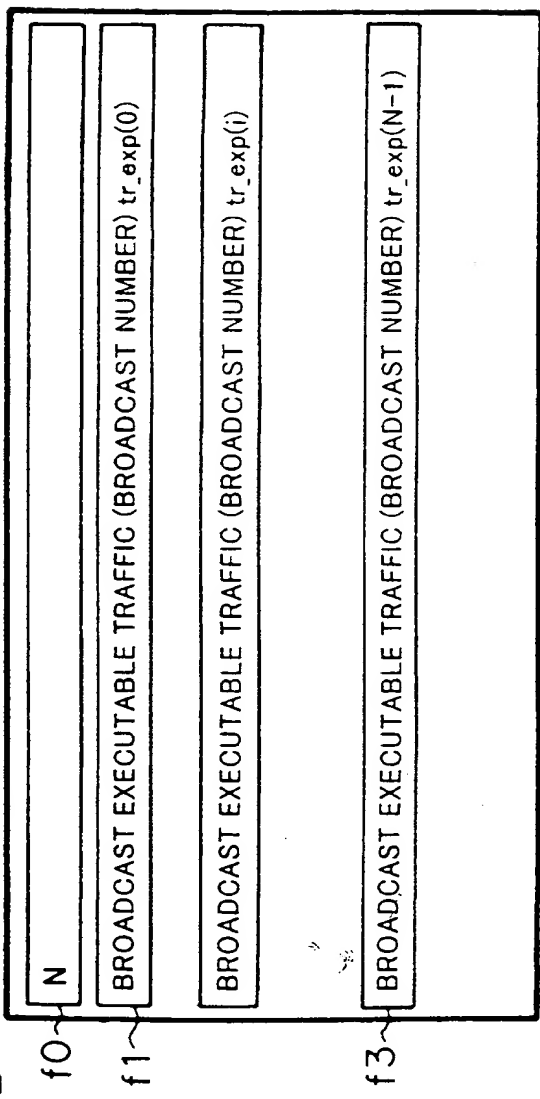 f0 N
f1 BROADCAST EXECUTABLE TRAFFIC (BROADCAST NUMBER) tr_exp(0)
BROADCAST EXECUTABLE TRAFFIC (BROADCAST NUMBER) tr_exp(i)
f3 BROADCAST EXECUTABLE TRAFFIC (BROADCAST NUMBER) tr_exp(N-1)